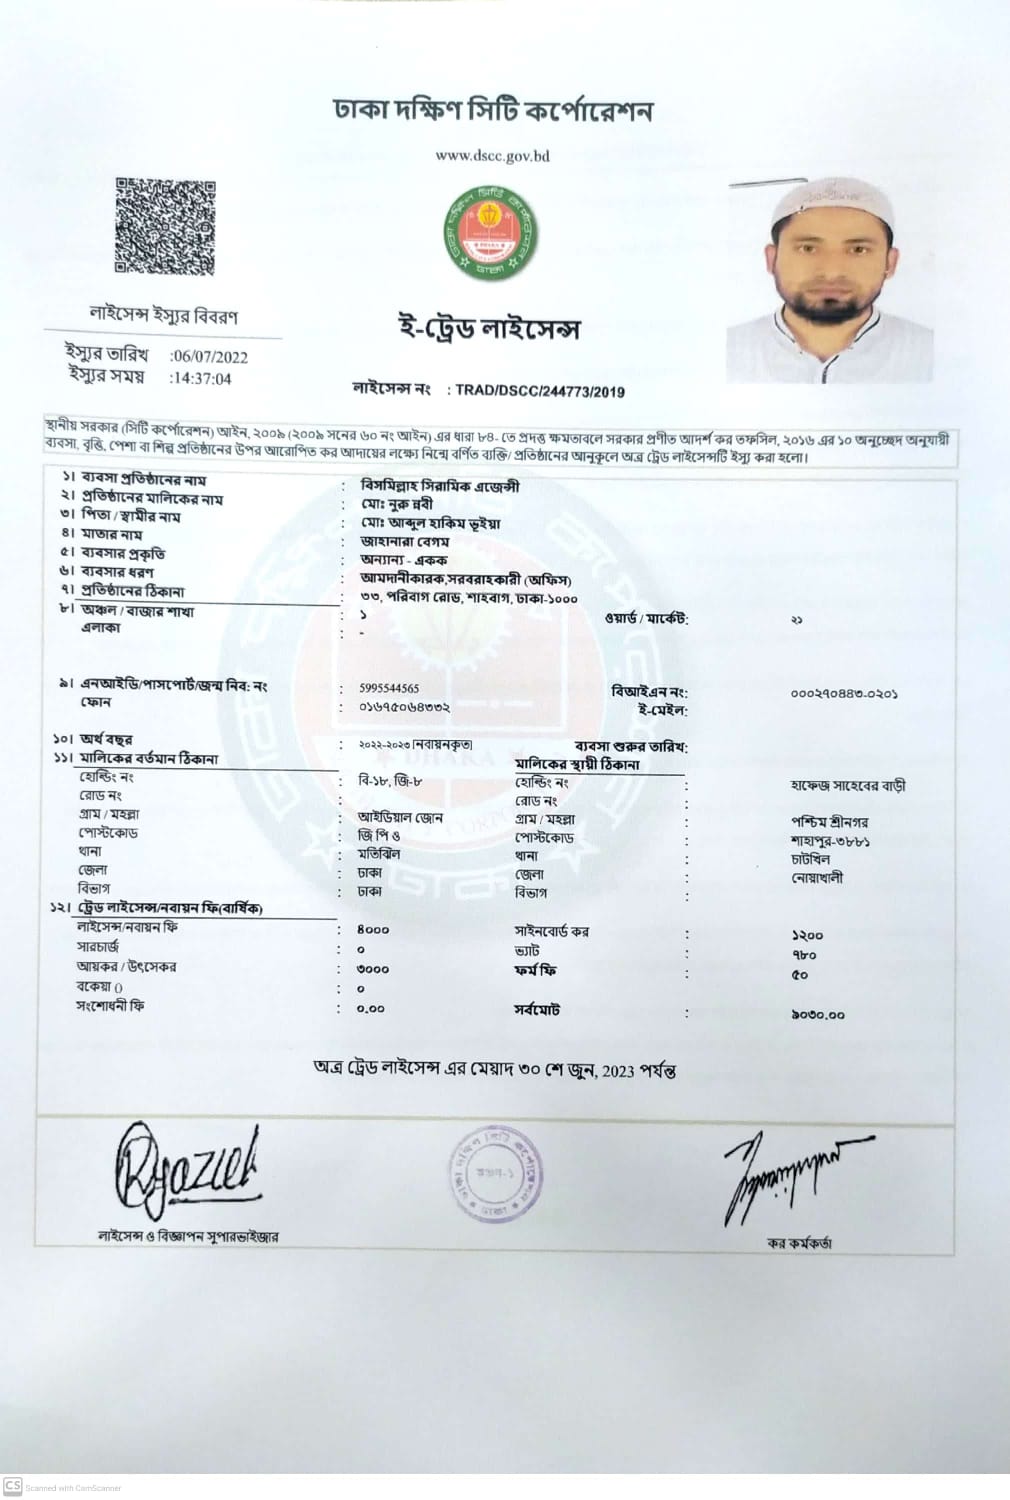 ঢাকা দক্ষিণ সিটি কর্পোরেশন
www.dscc.gov.bd
লাইসেন্স ইস্যুর বিবরণ
ইস্যুর তারিখ :06/07/2022
ইস্যুর সময় :14:37:04
ই-ট্রেড লাইসেন্স
লাইসেন্স নং : TRAD/DSCC/244773/2019
স্থানীয় সরকার (সিটি কর্পোরেশন) আইন, ২০০৯ (২০০৯ সনের ৬০ নং আইন) এর ধারা ৮৪- তে প্রদত্ত ক্ষমতাবলে সরকার প্রণীত আদর্শ কর তফসিল, ২০১৬ এর ১০ অনুচ্ছেদ অনুযায়ী
ব্যবসা, বৃত্তি, পেশা বা শিল্প প্রতিষ্ঠানের উপর আরোপিত কর আদায়ের লক্ষ্যে নিম্নে বর্ণিত ব্যক্তি/ প্রতিষ্ঠানের অনুকূলে অত্র ট্রেড লাইসেন্সটি ইস্যু করা হলো।
১। ব্যবসা প্রতিষ্ঠানের নাম : বিসমিল্লাহ সিরামিক এজেন্সী
২। প্রতিষ্ঠানের মালিকের নাম : মোঃ নুরু ন্নবী
৩। পিতা / স্বামীর নাম : মোঃ আব্দুল হাকিম ভূইয়া
৪। মাতার নাম : জাহানারা বেগম
৫। ব্যবসার প্রকৃতি : অন্যান্য - একক
৬। ব্যবসার ধরণ : আমদানীকারক,সরবরাহকারী (অফিস)
৭। প্রতিষ্ঠানের ঠিকানা : ৩৩, পরিবাগ রোড, শাহবাগ, ঢাকা-১০০০
৮। অঞ্চল / বাজার শাখা : ১ ওয়ার্ড / মার্কেট: ২১
এলাকা : -
৯। এনআইডি/পাসপোর্ট/জন্ম নিব: নং : 5995544565 বিআইএন নং: ০০০২৭০৪৪৩-০২০১
ফোন : ০১৬৭৫০৬৪৩৩২ ই-মেইল:
১০। অর্থ বছর : ২০২২-২০২৩ [নবায়নকৃত] ব্যবসা শুরুর তারিখ:
১১। মালিকের বর্তমান ঠিকানা মালিকের স্থায়ী ঠিকানা
হোল্ডিং নং : বি-১৮, জি-৮ হোল্ডিং নং : হাফেজ সাহেবের বাড়ী
রোড নং : রোড নং :
গ্রাম / মহল্লা : আইডিয়াল জোন গ্রাম / মহল্লা : পশ্চিম শ্রীনগর
পোস্টকোড : জি পি ও পোস্টকোড : শাহাপুর-৩৮৮১
থানা : মতিঝিল থানা : চাটখিল
জেলা : ঢাকা জেলা : নোয়াখালী
বিভাগ : ঢাকা বিভাগ :
১২। ট্রেড লাইসেন্স/নবায়ন ফি(বার্ষিক)
লাইসেন্স/নবায়ন ফি : ৪০০০ সাইনবোর্ড কর : ১২০০
সারচার্জ : ০ ভ্যাট : ৭৮০
আয়কর / উৎসেকর : ৩০০০ ফর্ম ফি : ৫০
বকেয়া () : ০
সংশোধনী ফি : ০.০০ সর্বমোট : ৯০৩০.০০
অত্র ট্রেড লাইসেন্স এর মেয়াদ ৩০ শে জুন, 2023 পর্যন্ত
লাইসেন্স ও বিজ্ঞাপন সুপারভাইজার
কর কর্মকর্তা
CS Scanned with CamScanner